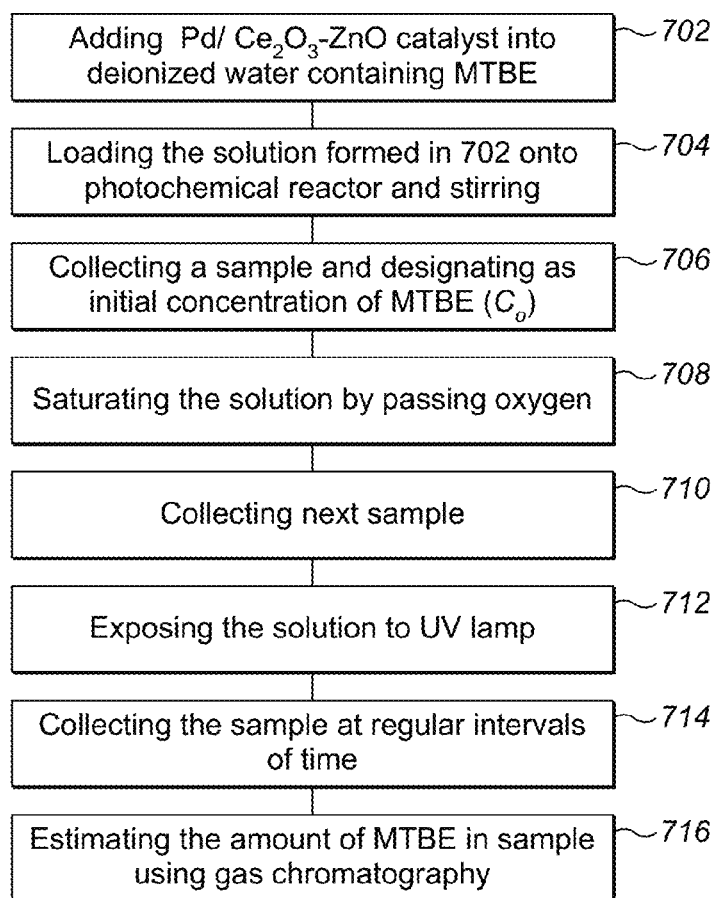 Adding Pd/ Ce₂O₃-ZnO catalyst into
deionized water containing MTBE
702
Loading the solution formed in 702 onto
photochemical reactor and stirring
704
Collecting a sample and designating as
initial concentration of MTBE (Cₒ)
706
Saturating the solution by passing oxygen
708
Collecting next sample
710
Exposing the solution to UV lamp
712
Collecting the sample at regular intervals
of time
714
Estimating the amount of MTBE in sample
using gas chromatography
716